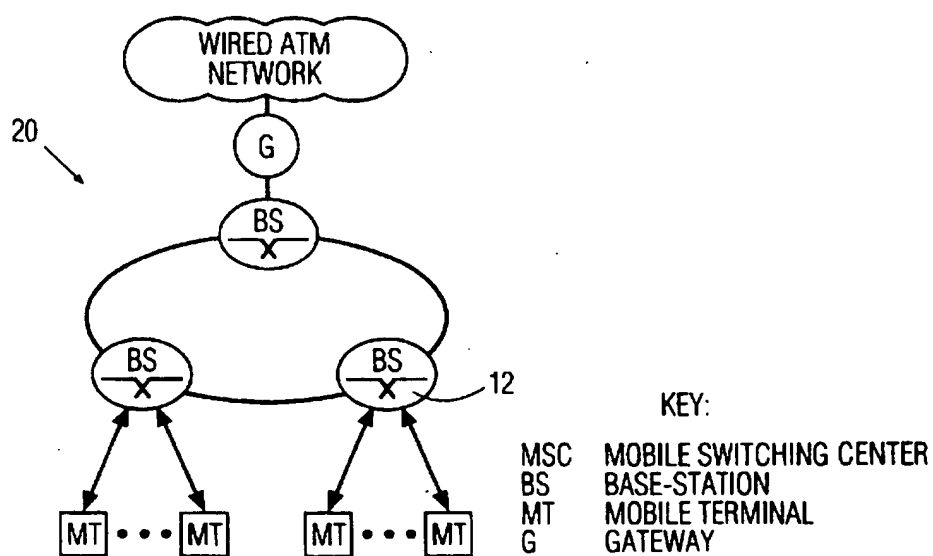 WIRED ATM
NETWORK
20
G
BS
X
BS
X
BS
X
12
MT ••• MT
MT ••• MT
KEY:
MSC MOBILE SWITCHING CENTER
BS BASE-STATION
MT MOBILE TERMINAL
G GATEWAY